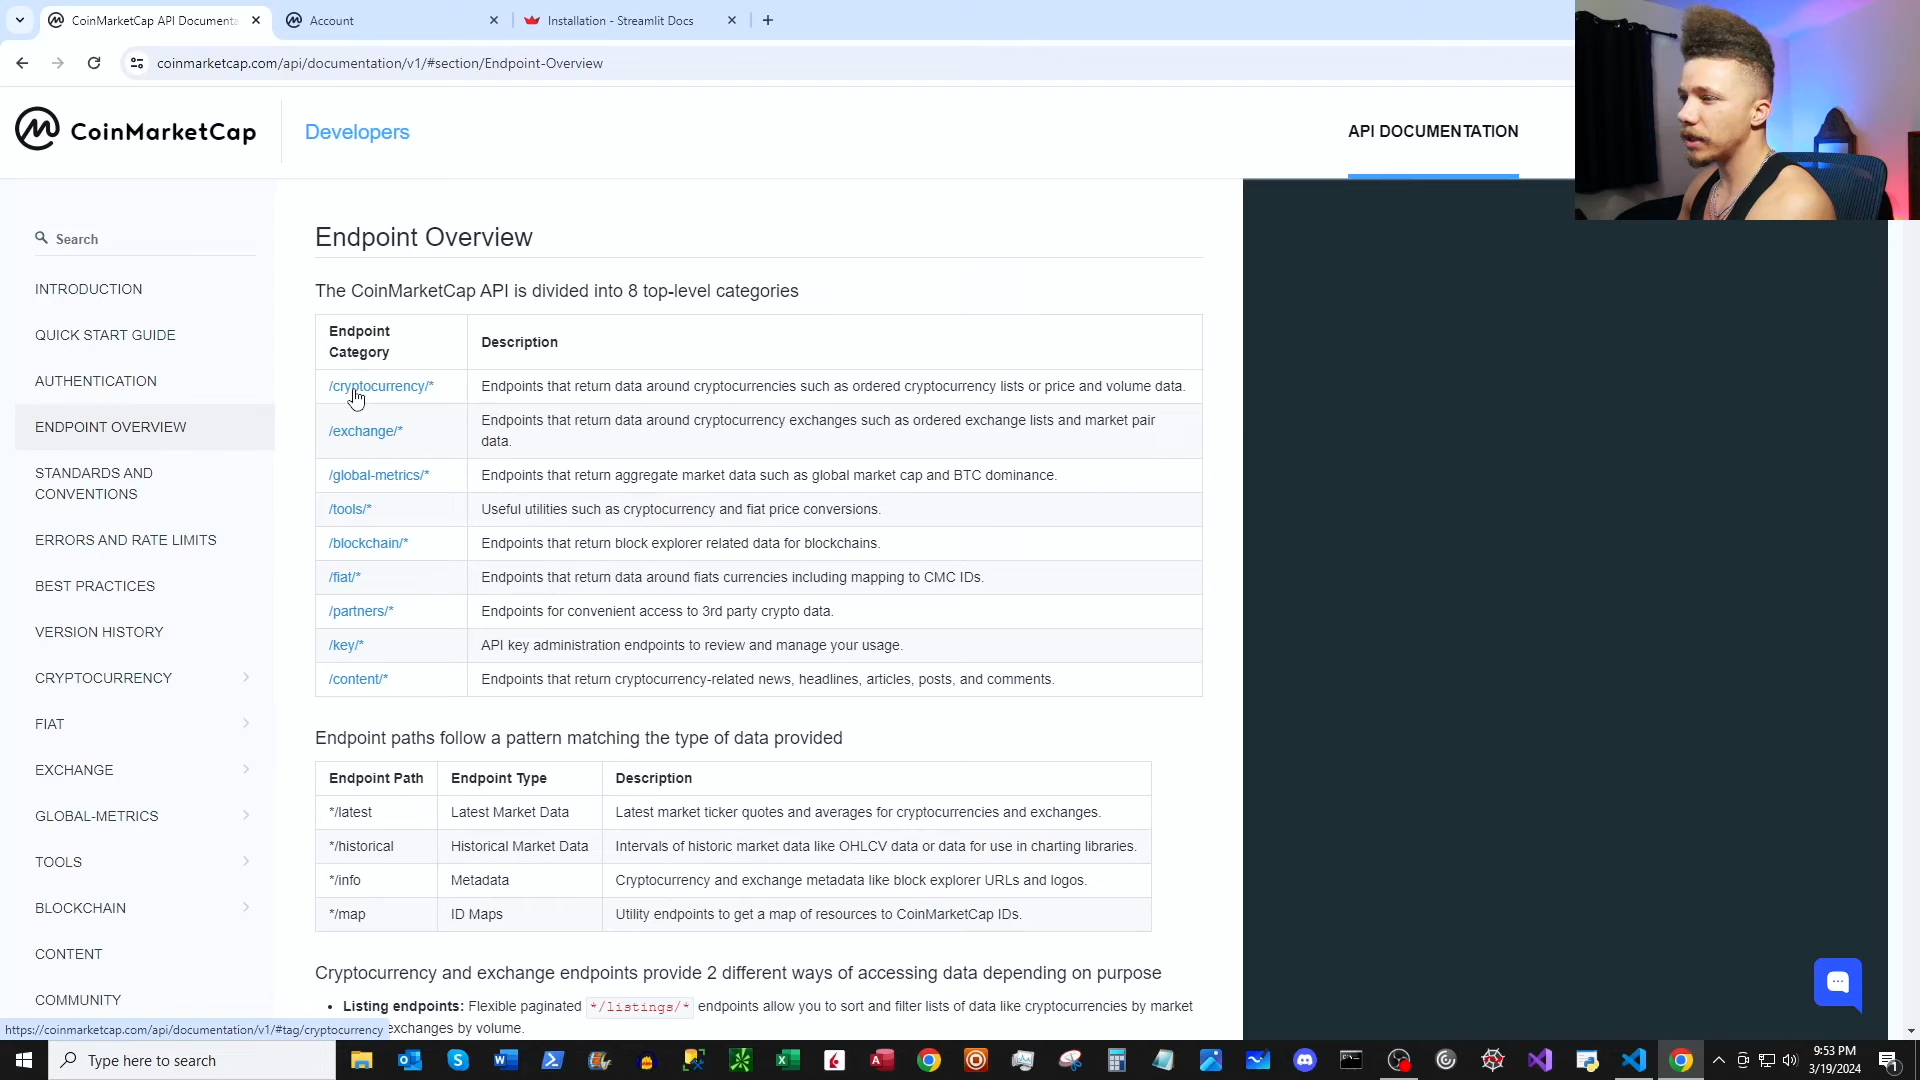 CoinMarketCap API Documenta
Account
Installation - Streamlit Docs
coinmarketcap.com/api/documentation/v1/#section/Endpoint-Overview
CoinMarketCap
Developers
API DOCUMENTATION
Search
INTRODUCTION
QUICK START GUIDE
AUTHENTICATION
ENDPOINT OVERVIEW
STANDARDS AND
CONVENTIONS
ERRORS AND RATE LIMITS
BEST PRACTICES
VERSION HISTORY
CRYPTOCURRENCY
FIAT
EXCHANGE
GLOBAL-METRICS
TOOLS
BLOCKCHAIN
CONTENT
COMMUNITY
Endpoint Overview
The CoinMarketCap API is divided into 8 top-level categories
Endpoint
Category
Description
/cryptocurrency/*
Endpoints that return data around cryptocurrencies such as ordered cryptocurrency lists or price and volume data.
/exchange/*
Endpoints that return data around cryptocurrency exchanges such as ordered exchange lists and market pair
data.
/global-metrics/*
Endpoints that return aggregate market data such as global market cap and BTC dominance.
/tools/*
Useful utilities such as cryptocurrency and fiat price conversions.
/blockchain/*
Endpoints that return block explorer related data for blockchains.
/fiat/*
Endpoints that return data around fiats currencies including mapping to CMC IDs.
/partners/*
Endpoints for convenient access to 3rd party crypto data.
/key/*
API key administration endpoints to review and manage your usage.
/content/*
Endpoints that return cryptocurrency-related news, headlines, articles, posts, and comments.
Endpoint paths follow a pattern matching the type of data provided
Endpoint Path Endpoint Type Description
*/latest Latest Market Data Latest market ticker quotes and averages for cryptocurrencies and exchanges.
*/historical Historical Market Data Intervals of historic market data like OHLCV data or data for use in charting libraries.
*/info Metadata Cryptocurrency and exchange metadata like block explorer URLs and logos.
*/map ID Maps Utility endpoints to get a map of resources to CoinMarketCap IDs.
Cryptocurrency and exchange endpoints provide 2 different ways of accessing data depending on purpose
• Listing endpoints: Flexible paginated */listings/* endpoints allow you to sort and filter lists of data like cryptocurrencies by market
exchanges by volume.
https://coinmarketcap.com/api/documentation/v1/#tag/cryptocurrency
Type here to search
9:53 PM
3/19/2024
1